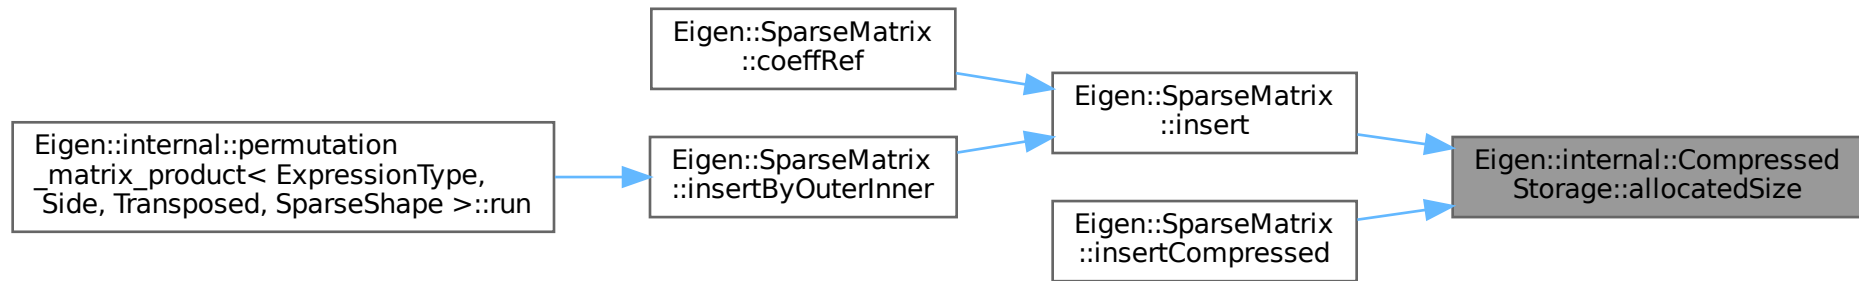 Eigen::SparseMatrix
::coeffRef
Eigen::SparseMatrix
::insert
Eigen::internal::permutation
_matrix_product< ExpressionType,
 Side, Transposed, SparseShape >::run
Eigen::SparseMatrix
::insertByOuterInner
Eigen::internal::Compressed
Storage::allocatedSize
Eigen::SparseMatrix
::insertCompressed